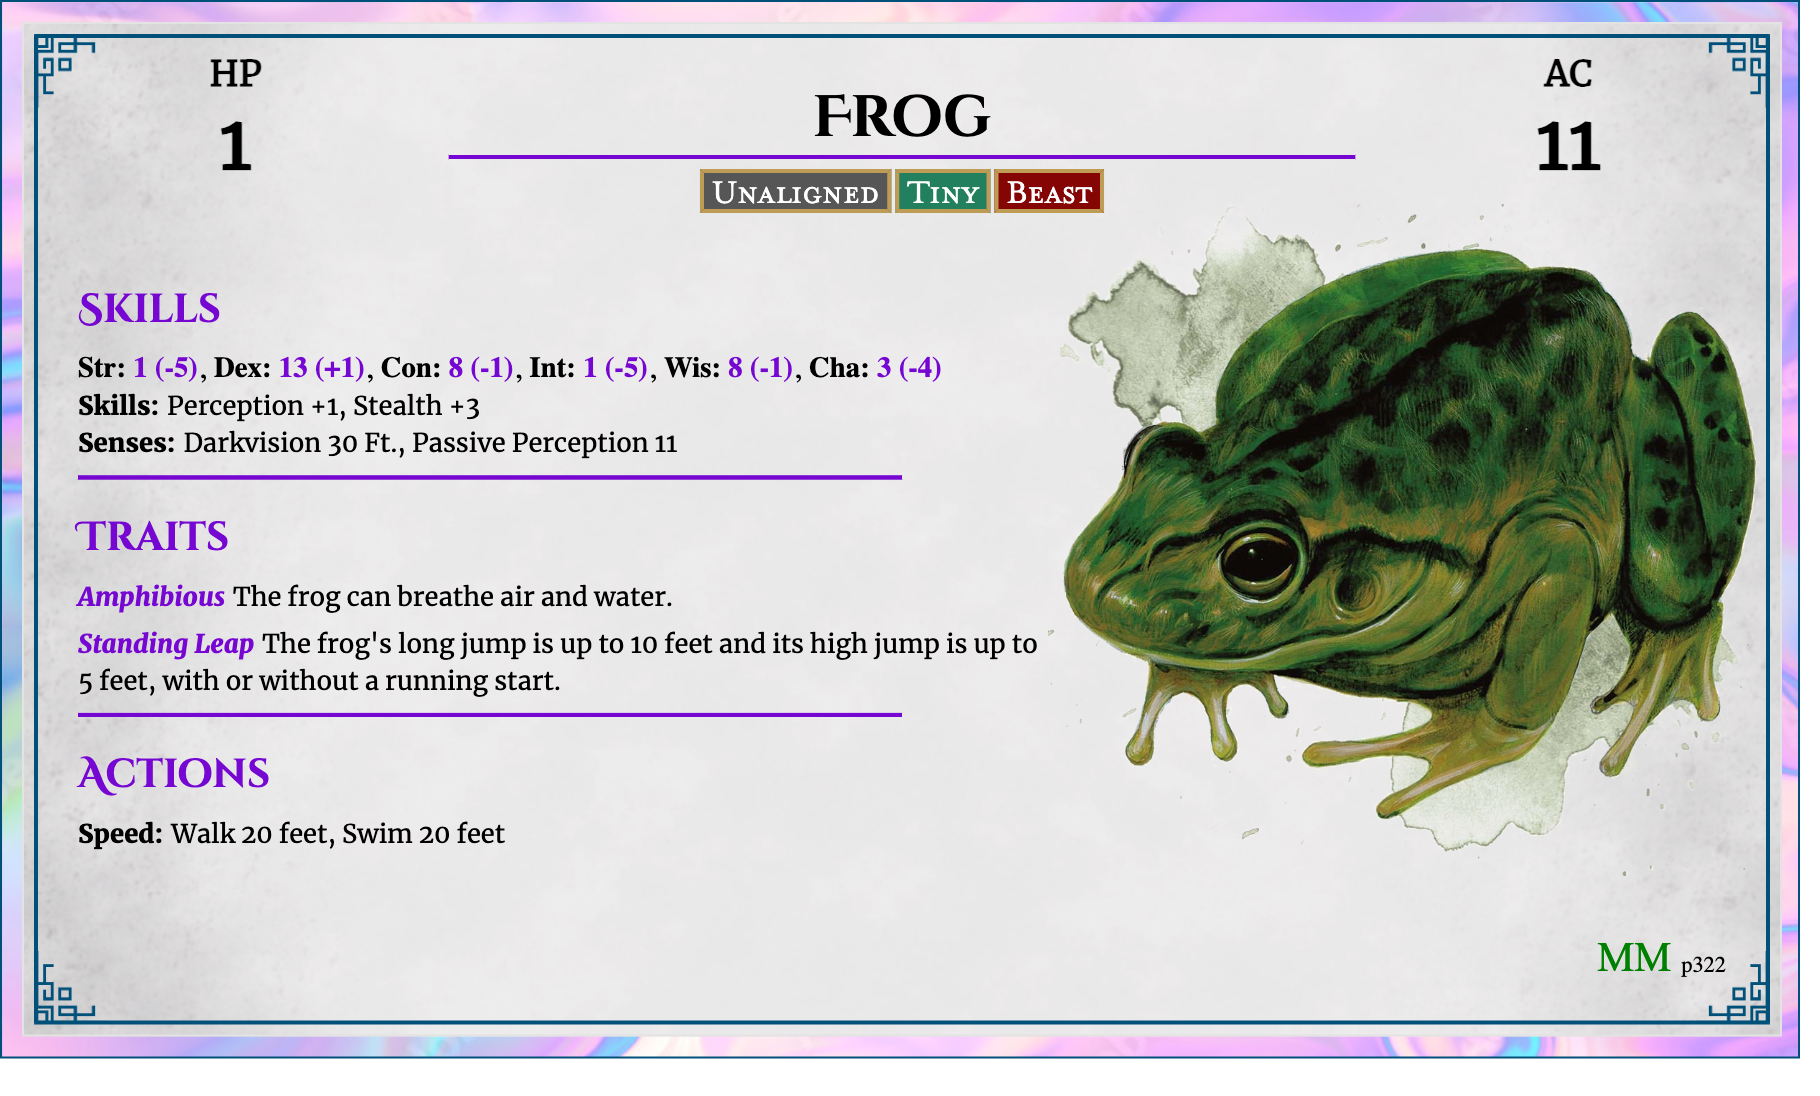 HP
1
Frog
AC
11
Unaligned Tiny Beast
Skills
Str: 1 (-5), Dex: 13 (+1), Con: 8 (-1), Int: 1 (-5), Wis: 8 (-1), Cha: 3 (-4)
Skills: Perception +1, Stealth +3
Senses: Darkvision 30 Ft., Passive Perception 11
Traits
Amphibious The frog can breathe air and water.
Standing Leap The frog's long jump is up to 10 feet and its high jump is up to
5 feet, with or without a running start.
Actions
Speed: Walk 20 feet, Swim 20 feet
MM p322